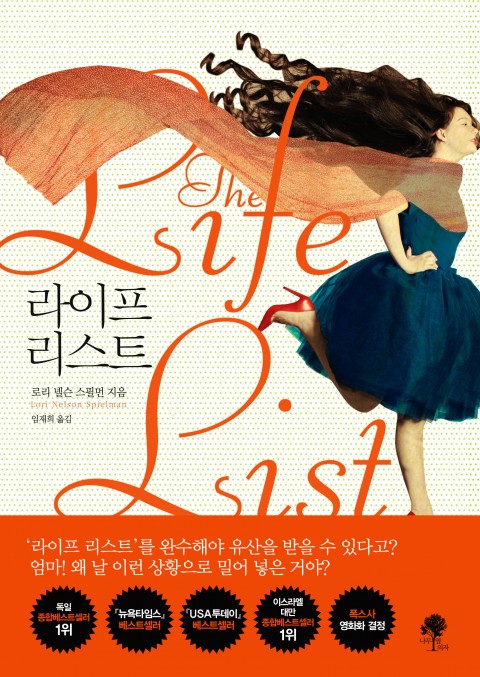 The
Life
라이프
리스트
로리 넬슨 스필먼 지음
Lori Nelson Spielman
임재희 옮김
List
‘라이프 리스트’를 완수해야 유산을 받을 수 있다고?
엄마! 왜 날 이런 상황으로 밀어 넣은 거야?
독일
종합베스트셀러
1위
「뉴욕타임스」
베스트셀러
「USA투데이」
베스트셀러
이스라엘
대만
종합베스트셀러
1위
폭스사
영화화 결정
나무옆의자